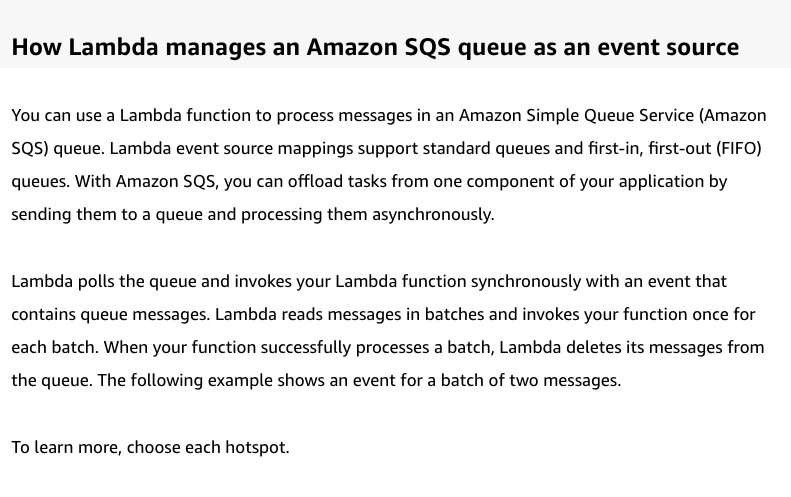 How Lambda manages an Amazon SQS queue as an event source
You can use a Lambda function to process messages in an Amazon Simple Queue Service (Amazon
SQS) queue. Lambda event source mappings support standard queues and first-in, first-out (FIFO)
queues. With Amazon SQS, you can offload tasks from one component of your application by
sending them to a queue and processing them asynchronously.
Lambda polls the queue and invokes your Lambda function synchronously with an event that
contains queue messages. Lambda reads messages in batches and invokes your function once for
each batch. When your function successfully processes a batch, Lambda deletes its messages from
the queue. The following example shows an event for a batch of two messages.
To learn more, choose each hotspot.